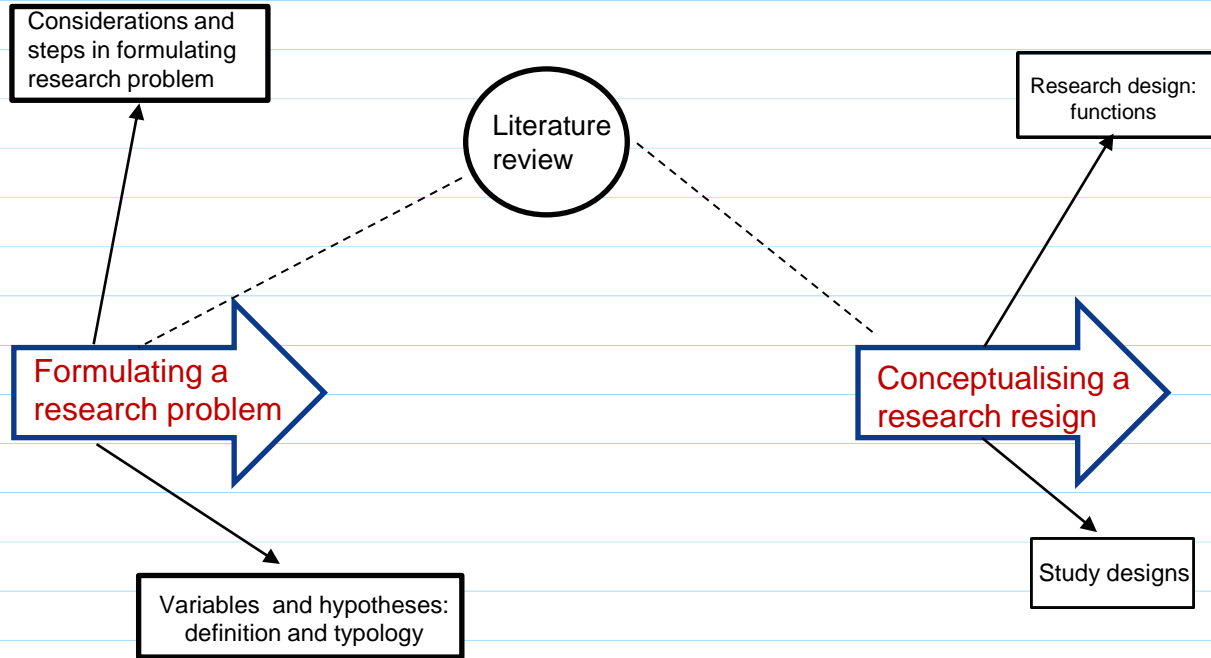 Considerations and
steps in formulating
research problem
Literature
review
Research design:
functions
Formulating a
research problem
Conceptualising a
research resign
Variables and hypotheses:
definition and typology
Study designs